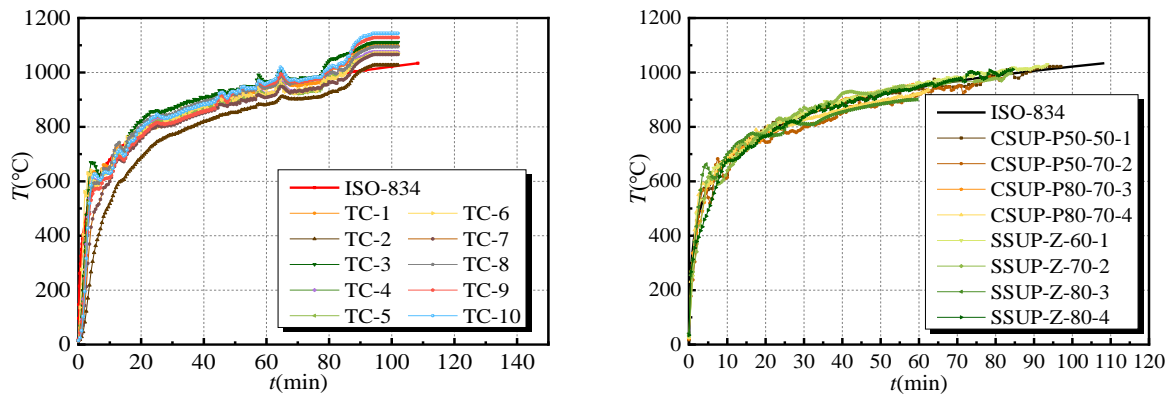 1200
1000
800
600
400
200
0
T(°C)
0 20 40 60 80 100 120 140
t(min)
ISO-834
TC-1 TC-6
TC-2 TC-7
TC-3 TC-8
TC-4 TC-9
TC-5 TC-10
1200
1000
800
600
400
200
0
T(°C)
0 10 20 30 40 50 60 70 80 90 100 110 120
t(min)
ISO-834
CSUP-P50-50-1
CSUP-P50-70-2
CSUP-P80-70-3
CSUP-P80-70-4
SSUP-Z-60-1
SSUP-Z-70-2
SSUP-Z-80-3
SSUP-Z-80-4